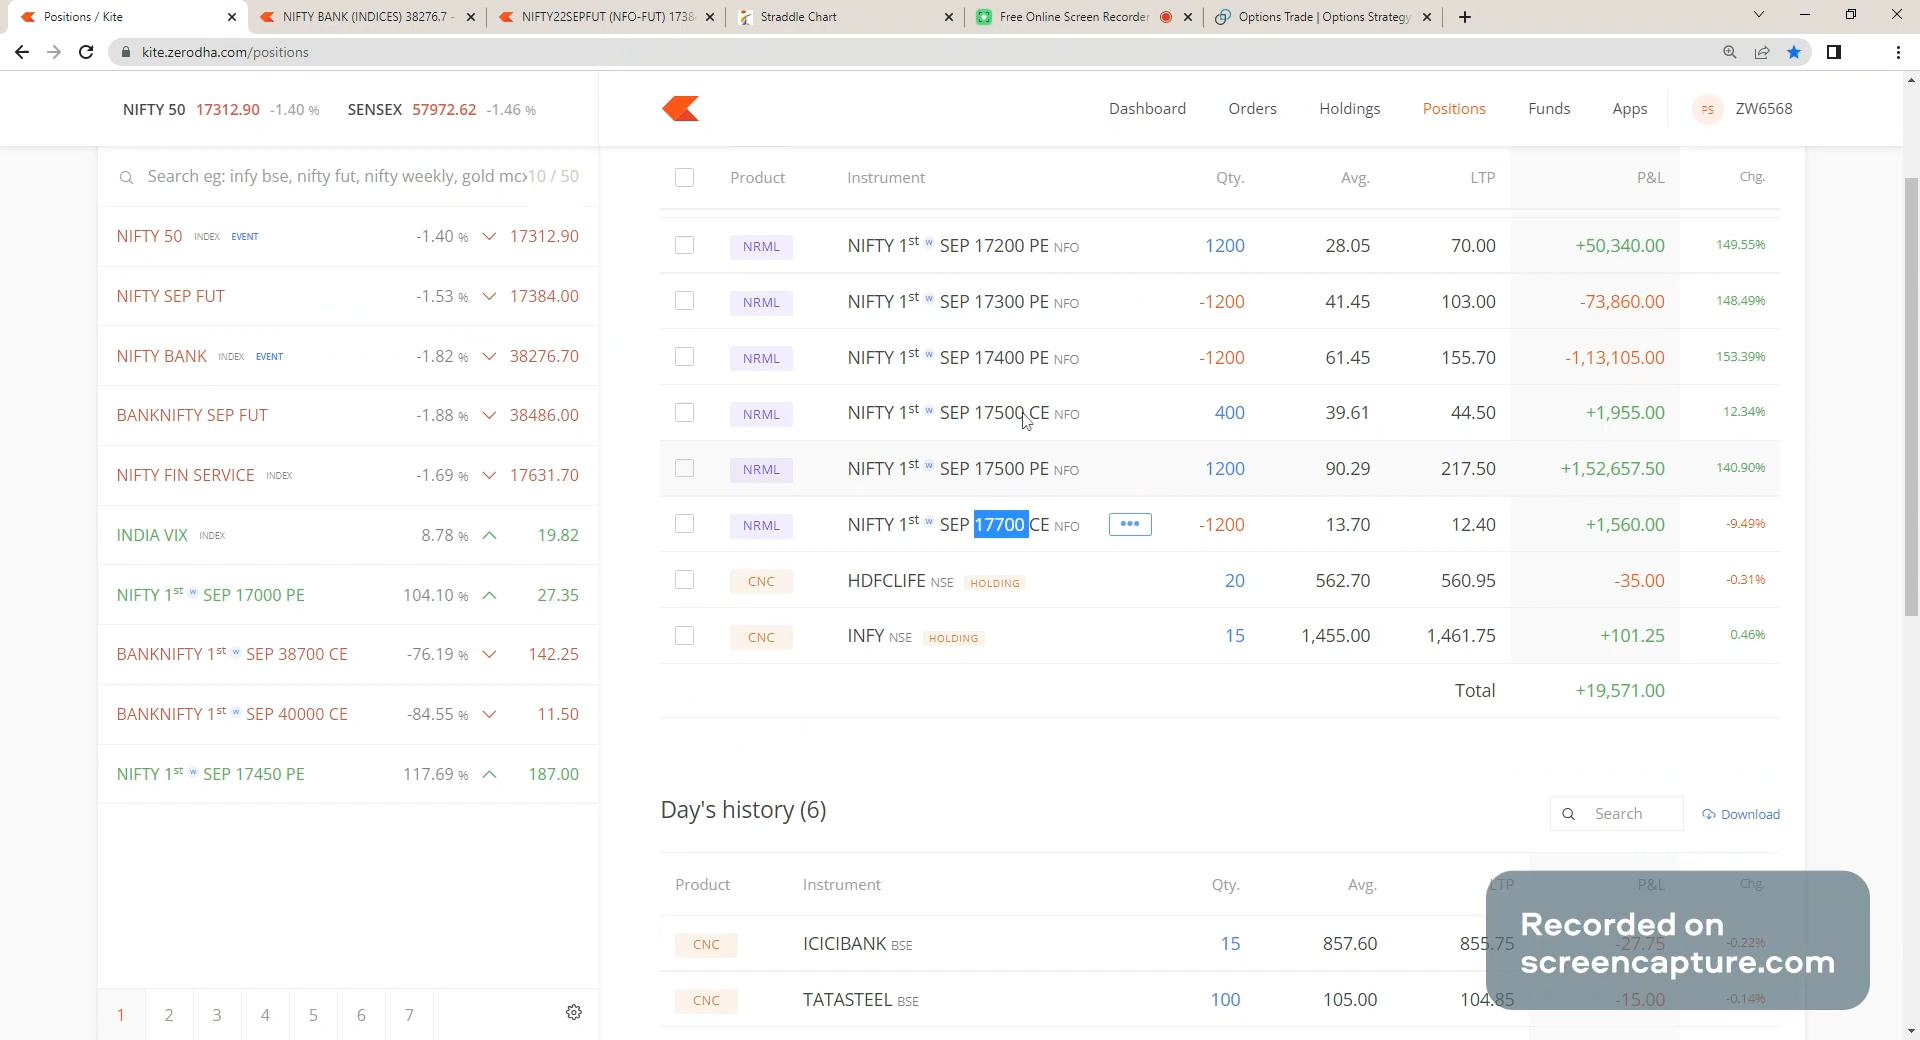 Positions / Kite
NIFTY BANK (INDICES) 38276.7 -
NIFTY22SEPFUT (NFO-FUT) 1738
Straddle Chart
Free Online Screen Recorder
Options Trade | Options Strategy
kite.zerodha.com/positions
NIFTY 50 17312.90 -1.40 % SENSEX 57972.62 -1.46 %
Dashboard Orders Holdings Positions Funds Apps PS ZW6568
Search eg: infy bse, nifty fut, nifty weekly, gold mcx 10 / 50
NIFTY 50 INDEX EVENT -1.40 % 17312.90
NIFTY SEP FUT -1.53 % 17384.00
NIFTY BANK INDEX EVENT -1.82 % 38276.70
BANKNIFTY SEP FUT -1.88 % 38486.00
NIFTY FIN SERVICE INDEX -1.69 % 17631.70
INDIA VIX INDEX 8.78 % 19.82
NIFTY 1st w SEP 17000 PE 104.10 % 27.35
BANKNIFTY 1st w SEP 38700 CE -76.19 % 142.25
BANKNIFTY 1st w SEP 40000 CE -84.55 % 11.50
NIFTY 1st w SEP 17450 PE 117.69 % 187.00
1 2 3 4 5 6 7
Product Instrument Qty. Avg. LTP P&L Chg.
NRML NIFTY 1st w SEP 17200 PE NFO 1200 28.05 70.00 +50,340.00 149.55%
NRML NIFTY 1st w SEP 17300 PE NFO -1200 41.45 103.00 -73,860.00 148.49%
NRML NIFTY 1st w SEP 17400 PE NFO -1200 61.45 155.70 -1,13,105.00 153.39%
NRML NIFTY 1st w SEP 17500 CE NFO 400 39.61 44.50 +1,955.00 12.34%
NRML NIFTY 1st w SEP 17500 PE NFO 1200 90.29 217.50 +1,52,657.50 140.90%
NRML NIFTY 1st w SEP 17700 CE NFO ••• -1200 13.70 12.40 +1,560.00 -9.49%
CNC HDFCLIFE NSE HOLDING 20 562.70 560.95 -35.00 -0.31%
CNC INFY NSE HOLDING 15 1,455.00 1,461.75 +101.25 0.46%
Total +19,571.00
Day's history (6) Search Download
Product Instrument Qty. Avg. LTP P&L Chg.
CNC ICICIBANK BSE 15 857.60 855.75 -27.75 -0.22%
CNC TATASTEEL BSE 100 105.00 104.85 -15.00 -0.14%
Recorded on
screencapture.com